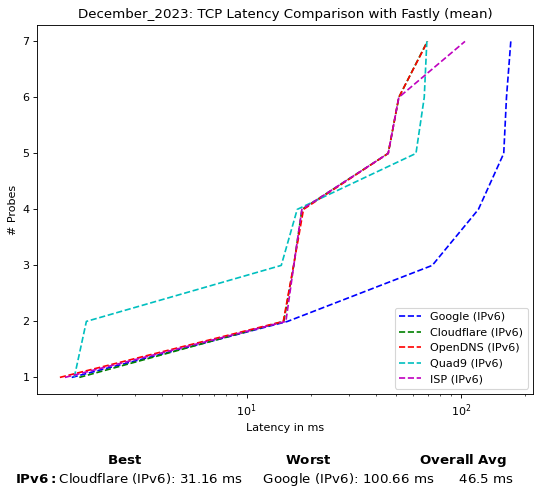 December_2023: TCP Latency Comparison with Fastly (mean)
# Probes
7
6
5
4
3
2
1
10^1
10^2
Latency in ms
Google (IPv6)
Cloudflare (IPv6)
OpenDNS (IPv6)
Quad9 (IPv6)
ISP (IPv6)
Best Worst Overall Avg
IPv6: Cloudflare (IPv6): 31.16 ms Google (IPv6): 100.66 ms 46.5 ms